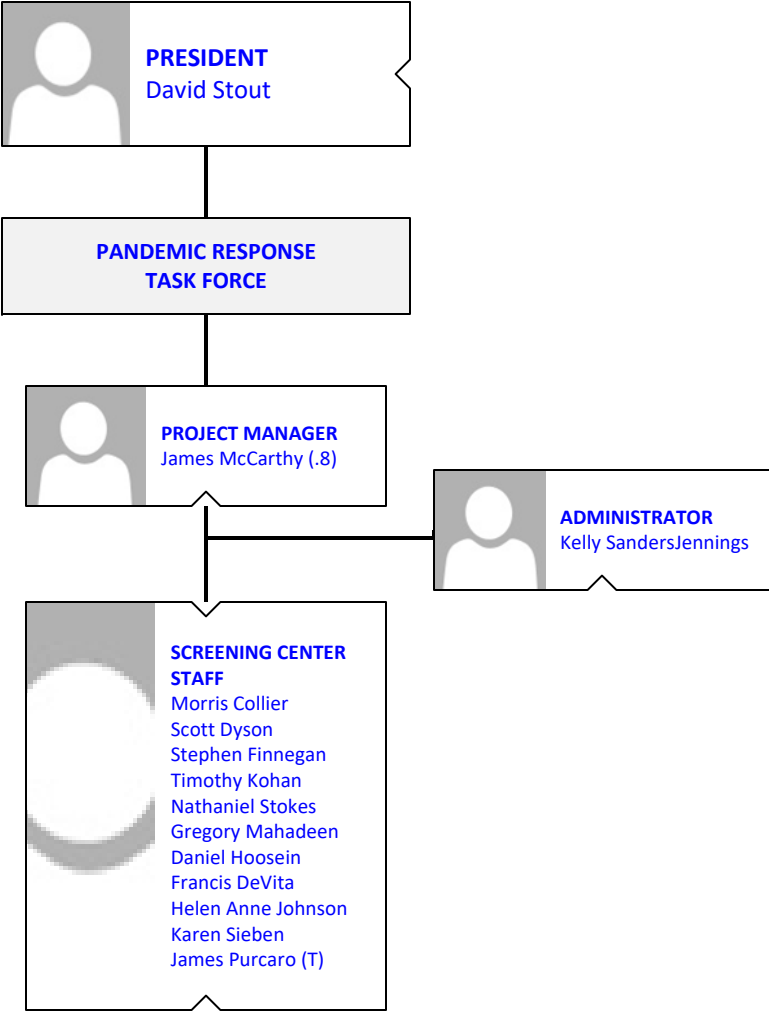 PRESIDENT
David Stout
PANDEMIC RESPONSE
TASK FORCE
PROJECT MANAGER
James McCarthy (.8)
ADMINISTRATOR
Kelly SandersJennings
SCREENING CENTER
STAFF
Morris Collier
Scott Dyson
Stephen Finnegan
Timothy Kohan
Nathaniel Stokes
Gregory Mahadeen
Daniel Hoosein
Francis DeVita
Helen Anne Johnson
Karen Sieben
James Purcaro (T)